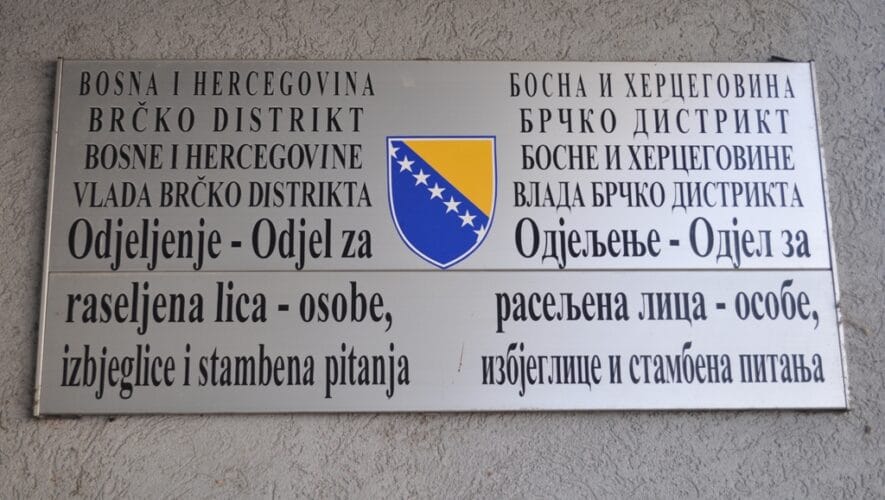 BOSNA I HERCEGOVINA
BRČKO DISTRIKT
BOSNE I HERCEGOVINE
VLADA BRČKO DISTRIKTA
Odjeljenje - Odjel za
raseljena lica - osobe,
izbjeglice i stambena pitanja
БОСНА И ХЕРЦЕГОВИНА
БРЧКО ДИСТРИКТ
БОСНЕ И ХЕРЦЕГОВИНЕ
ВЛАДА БРЧКО ДИСТРИКТА
Одјељење - Одјел за
расељена лица - особе,
избјеглице и стамбена питања